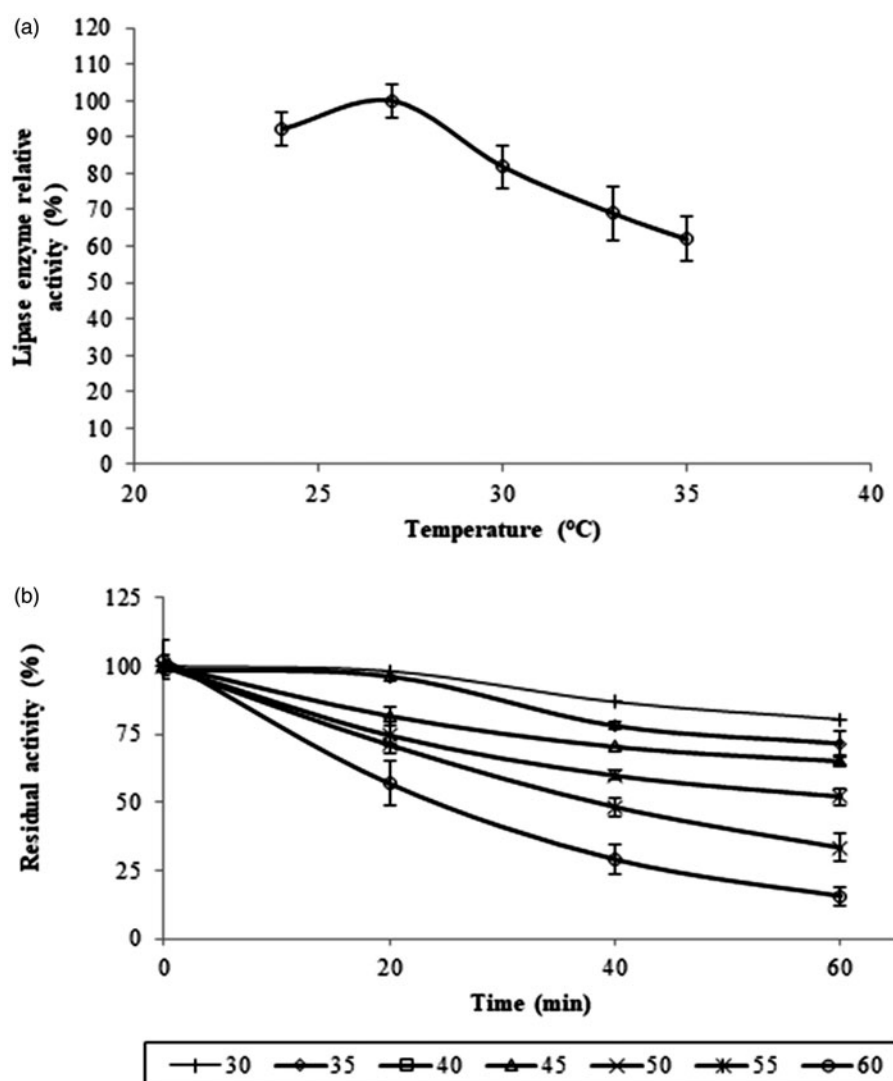 (a)
120
110
100
90
80
70
60
50
40
30
20
10
0
Lipase enzyme relative
activity (%)
20 25 30 35 40
Temperature (ºC)
(b)
125
100
75
50
25
0
Residual activity (%)
0 20 40 60
Time (min)
30 35 40 45 50 55 60